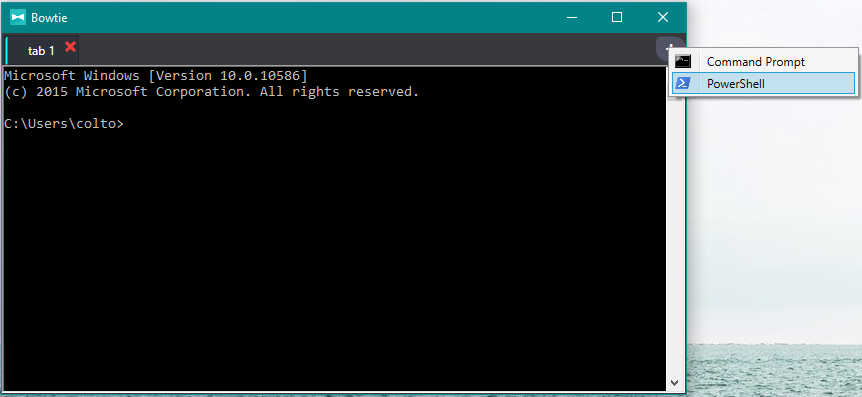 Bowtie
tab 1
Command Prompt
PowerShell
Microsoft Windows [Version 10.0.10586]
(c) 2015 Microsoft Corporation. All rights reserved.
C:\Users\colto>